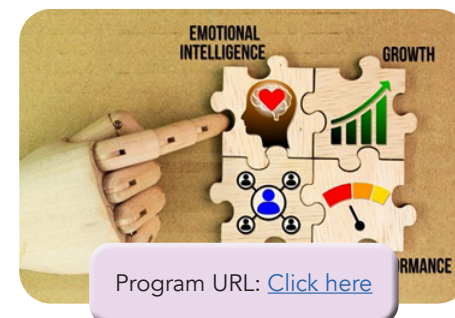 EMOTIONAL
INTELLIGENCE
GROWTH
RMANCE
Program URL: Click here